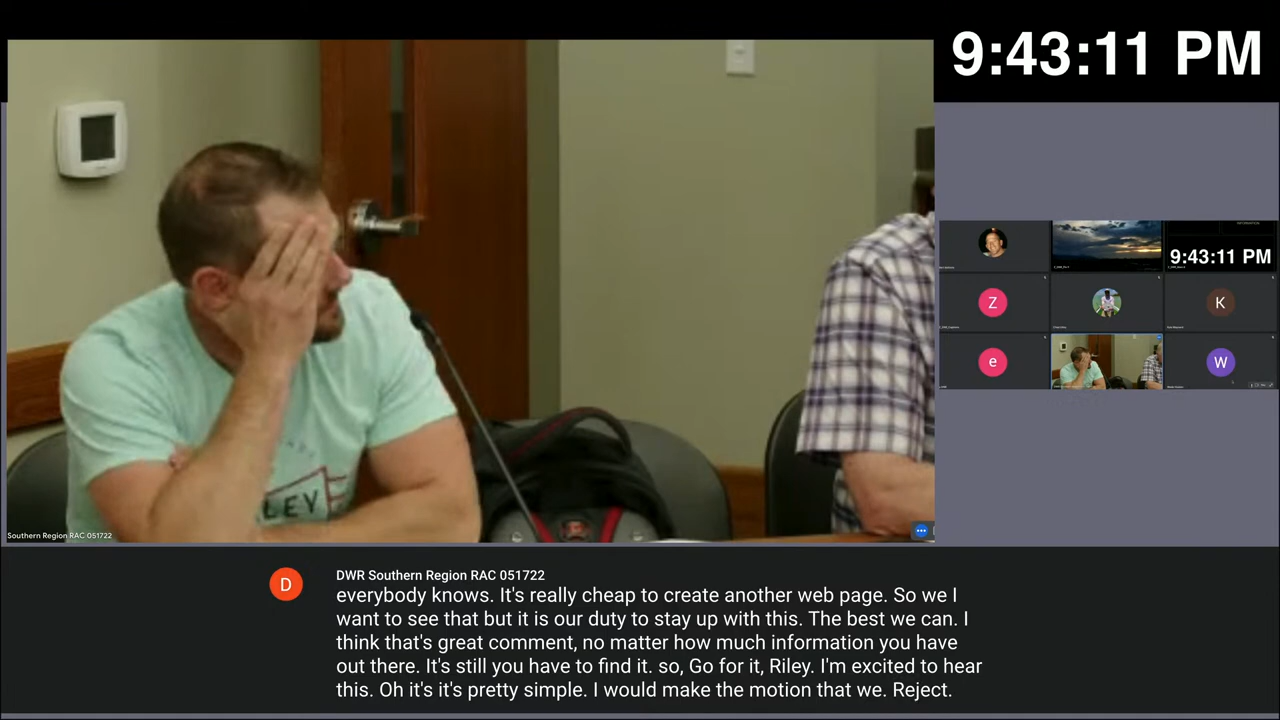 9:43:11 PM
9:43:11 PM
Z
K
e
W
LEY
Southern Region RAC 051722
D
DWR Southern Region RAC 051722
everybody knows. It's really cheap to create another web page. So we I
want to see that but it is our duty to stay up with this. The best we can. I
think that's great comment, no matter how much information you have
out there. It's still you have to find it. so, Go for it, Riley. I'm excited to hear
this. Oh it's it's pretty simple. I would make the motion that we. Reject.